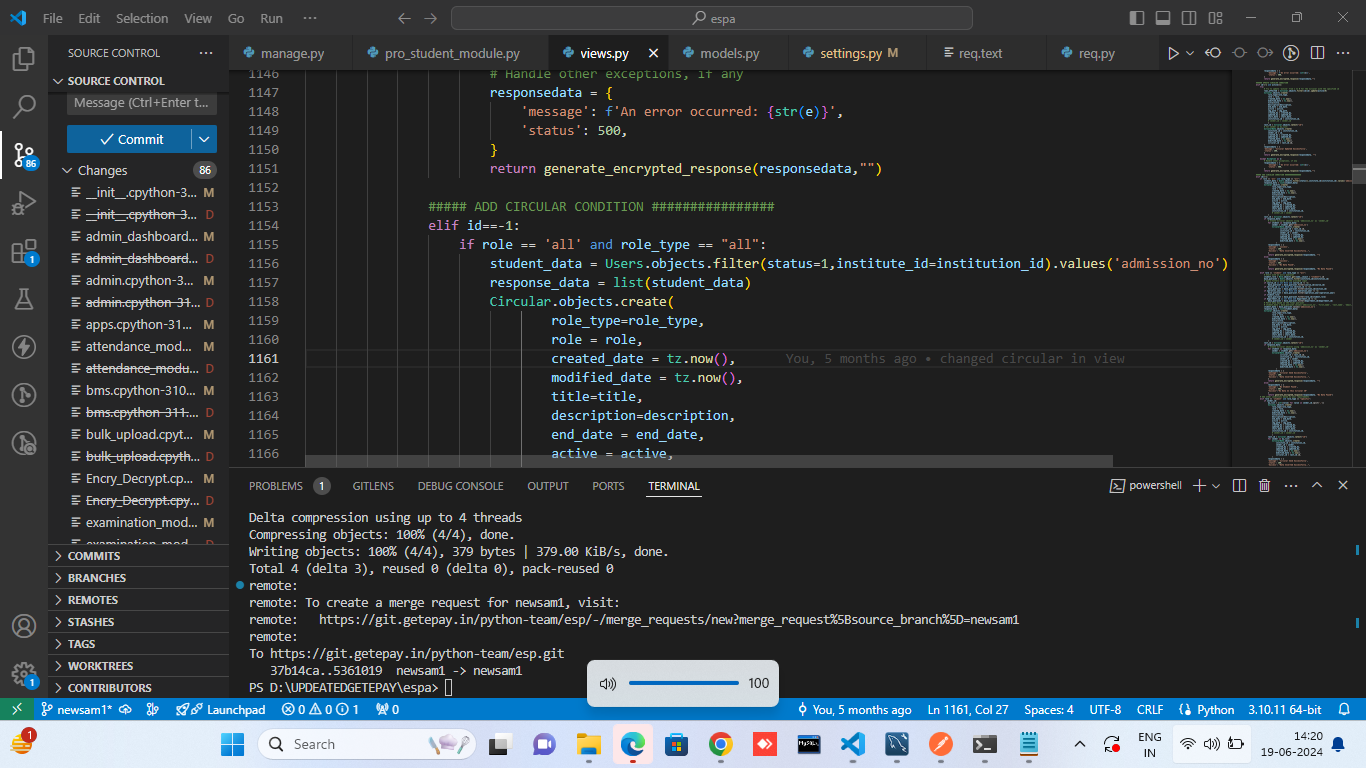 File Edit Selection View Go Run ··· espa
SOURCE CONTROL ···
manage.py pro_student_module.py views.py models.py settings.py M req.text req.py
SOURCE CONTROL
Message (Ctrl+Enter t...
Commit
Changes 86
__init__.cpython-3... M
__init__.cpython-3... D
admin_dashboard... M
admin_dashboard... D
admin.cpython-3... M
admin.cpython-31... D
apps.cpython-31... M
attendance_mod... M
attendance_modu... D
bms.cpython-310... M
bms.cpython-311... D
bulk_upload.cpyt... M
bulk_upload.cpyth... D
Encry_Decrypt.cp... M
Encry_Decrypt.cpy... D
examination_mod... M
examination_mod... D
COMMITS
BRANCHES
REMOTES
STASHES
TAGS
WORKTREES
CONTRIBUTORS
86
1
1
1146 # Handle other exceptions, if any
1147 responsedata = {
1148 'message': f'An error occurred: {str(e)}',
1149 'status': 500,
1150 }
1151 return generate_encrypted_response(responsedata,"")
1152
1153 ##### ADD CIRCULAR CONDITION ################
1154 elif id==-1:
1155 if role == 'all' and role_type == "all":
1156 student_data = Users.objects.filter(status=1,institute_id=institution_id).values('admission_no')
1157 response_data = list(student_data)
1158 Circular.objects.create(
1159 role_type=role_type,
1160 role = role,
1161 created_date = tz.now(), You, 5 months ago • changed circular in view
1162 modified_date = tz.now(),
1163 title=title,
1164 description=description,
1165 end_date = end_date,
1166 active = active,
PROBLEMS 1 GITLENS DEBUG CONSOLE OUTPUT PORTS TERMINAL powershell
Delta compression using up to 4 threads
Compressing objects: 100% (4/4), done.
Writing objects: 100% (4/4), 379 bytes | 379.00 KiB/s, done.
Total 4 (delta 3), reused 0 (delta 0), pack-reused 0
remote:
remote: To create a merge request for newsam1, visit:
remote:   https://git.getepay.in/python-team/esp/-/merge_requests/new?merge_request%5Bsource_branch%5D=newsam1
remote:
To https://git.getepay.in/python-team/esp.git
   37b14ca..5361019  newsam1 -> newsam1
PS D:\UPDEATEDGETEPAY\espa>
100
newsam1* Launchpad 0 0 1 0 You, 5 months ago Ln 1161, Col 27 Spaces: 4 UTF-8 CRLF Python 3.10.11 64-bit
1 Search MySQL ENG 14:20
IN 19-06-2024